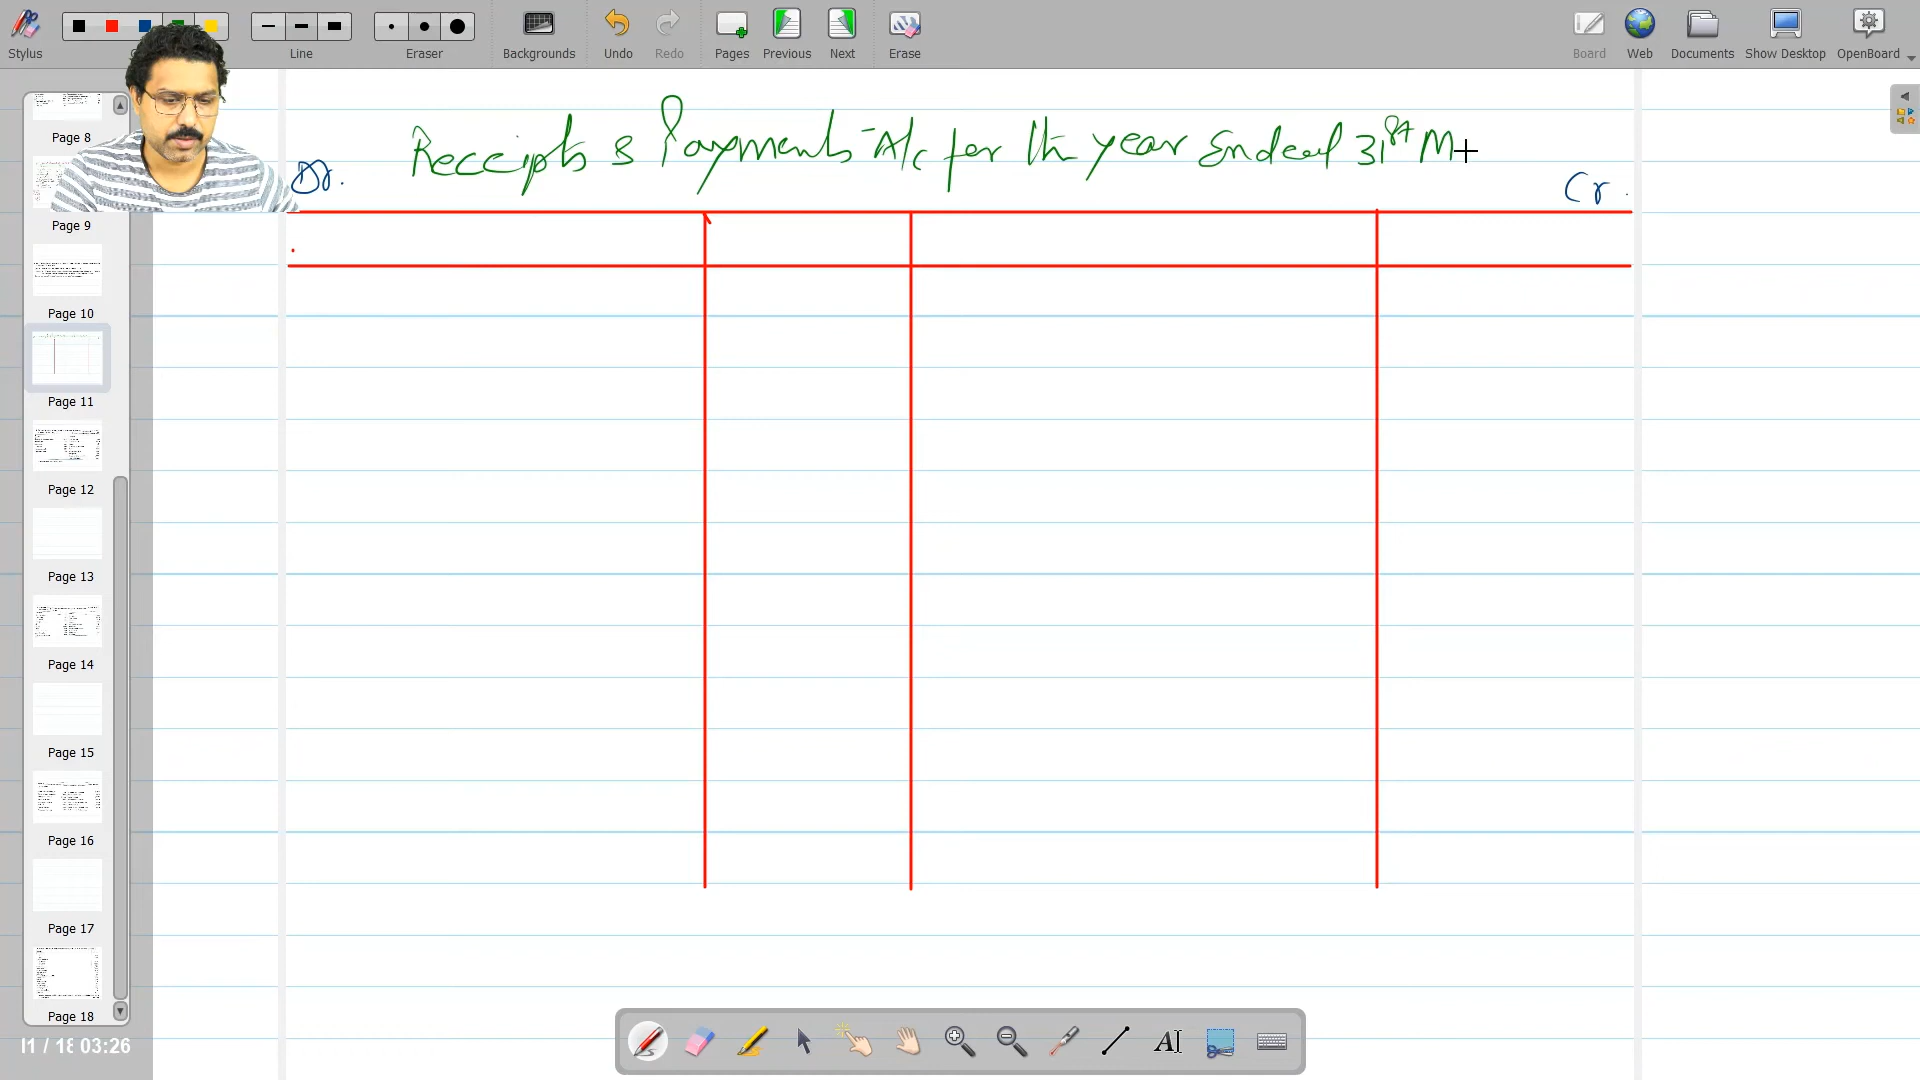 Stylus
Line
Eraser
Backgrounds
Undo
Redo
Pages
Previous
Next
Erase
Board
Web
Documents
Show Desktop
OpenBoard
Page 8
Page 9
Page 10
Page 11
Page 12
Page 13
Page 14
Page 15
Page 16
Page 17
Page 18
Receipts & Payments A/c for the year Ended 31st M
Dr.
Cr.
11 / 18 03:26